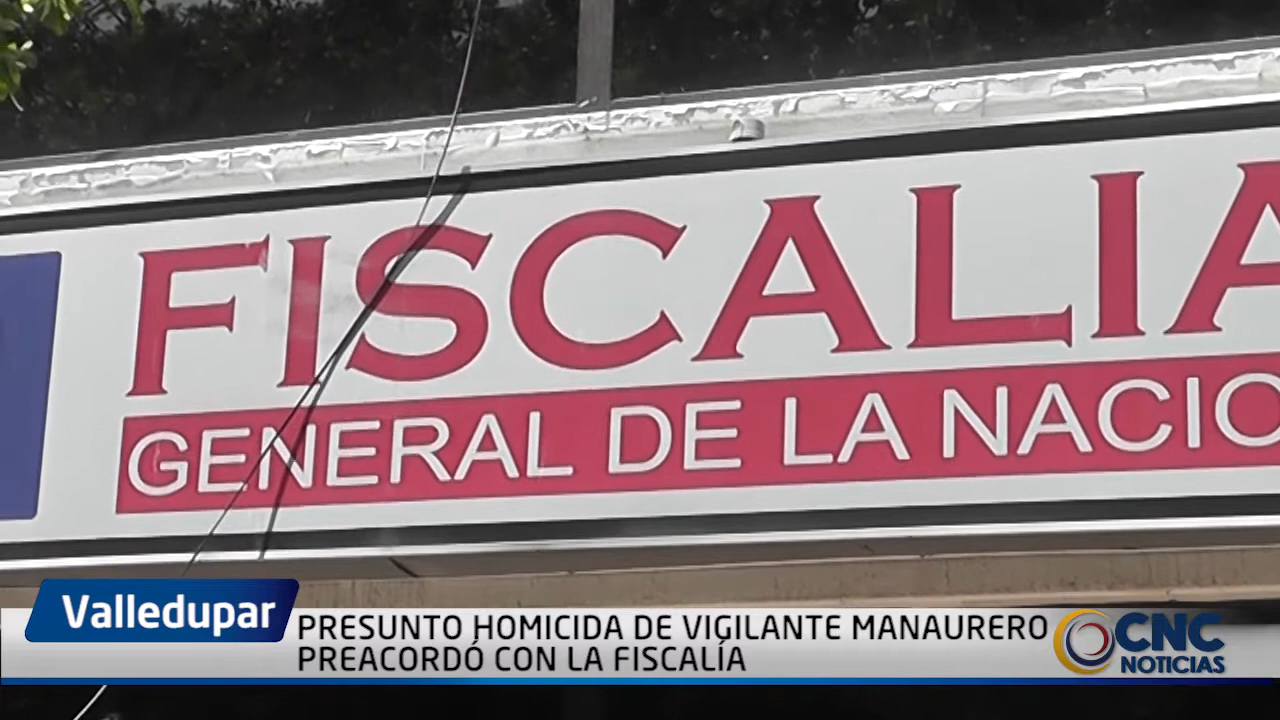 FISCALIA
GENERAL DE LA NACIO
Valledupar
PRESUNTO HOMICIDA DE VIGILANTE MANAURERO
PREACORDÓ CON LA FISCALÍA
CNC
NOTICIAS